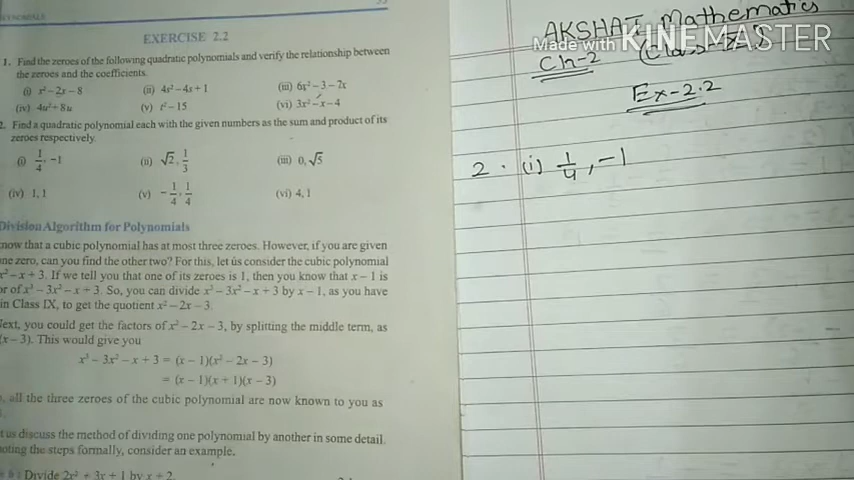 EXERCISE 2.2
1. Find the zeroes of the following quadratic polynomials and verify the relationship between
the zeroes and the coefficients.
(i) x² – 2x – 8 (ii) 4s² – 4s + 1 (iii) 6x² – 3 – 7x
(iv) 4u² + 8u (v) t² – 15 (vi) 3x² – x – 4
2. Find a quadratic polynomial each with the given numbers as the sum and product of its
zeroes respectively.
(i) 1/4, –1 (ii) √2, 1/3 (iii) 0, √5
(iv) 1, 1 (v) –1/4, 1/4 (vi) 4, 1
Division Algorithm for Polynomials
now that a cubic polynomial has at most three zeroes. However, if you are given
ne zero, can you find the other two? For this, let us consider the cubic polynomial
x² – x + 3. If we tell you that one of its zeroes is 1, then you know that x – 1 is
or of x³ – 3x² – x + 3. So, you can divide x³ – 3x² – x + 3 by x – 1, as you have
in Class IX, to get the quotient x² – 2x – 3.
Next, you could get the factors of x² – 2x – 3, by splitting the middle term, as
(x – 3). This would give you
x³ – 3x² – x + 3 = (x – 1)(x² – 2x – 3)
= (x – 1)(x + 1)(x – 3)
, all the three zeroes of the cubic polynomial are now known to you as
us discuss the method of dividing one polynomial by another in some detail.
noting the steps formally, consider an example.
Divide 2x² + 3x + 1 by x + 2.
AKSHAT Mathematics
Made with KINEMASTER
Ch-2
Ex-2.2
2. (i) 1/4, -1